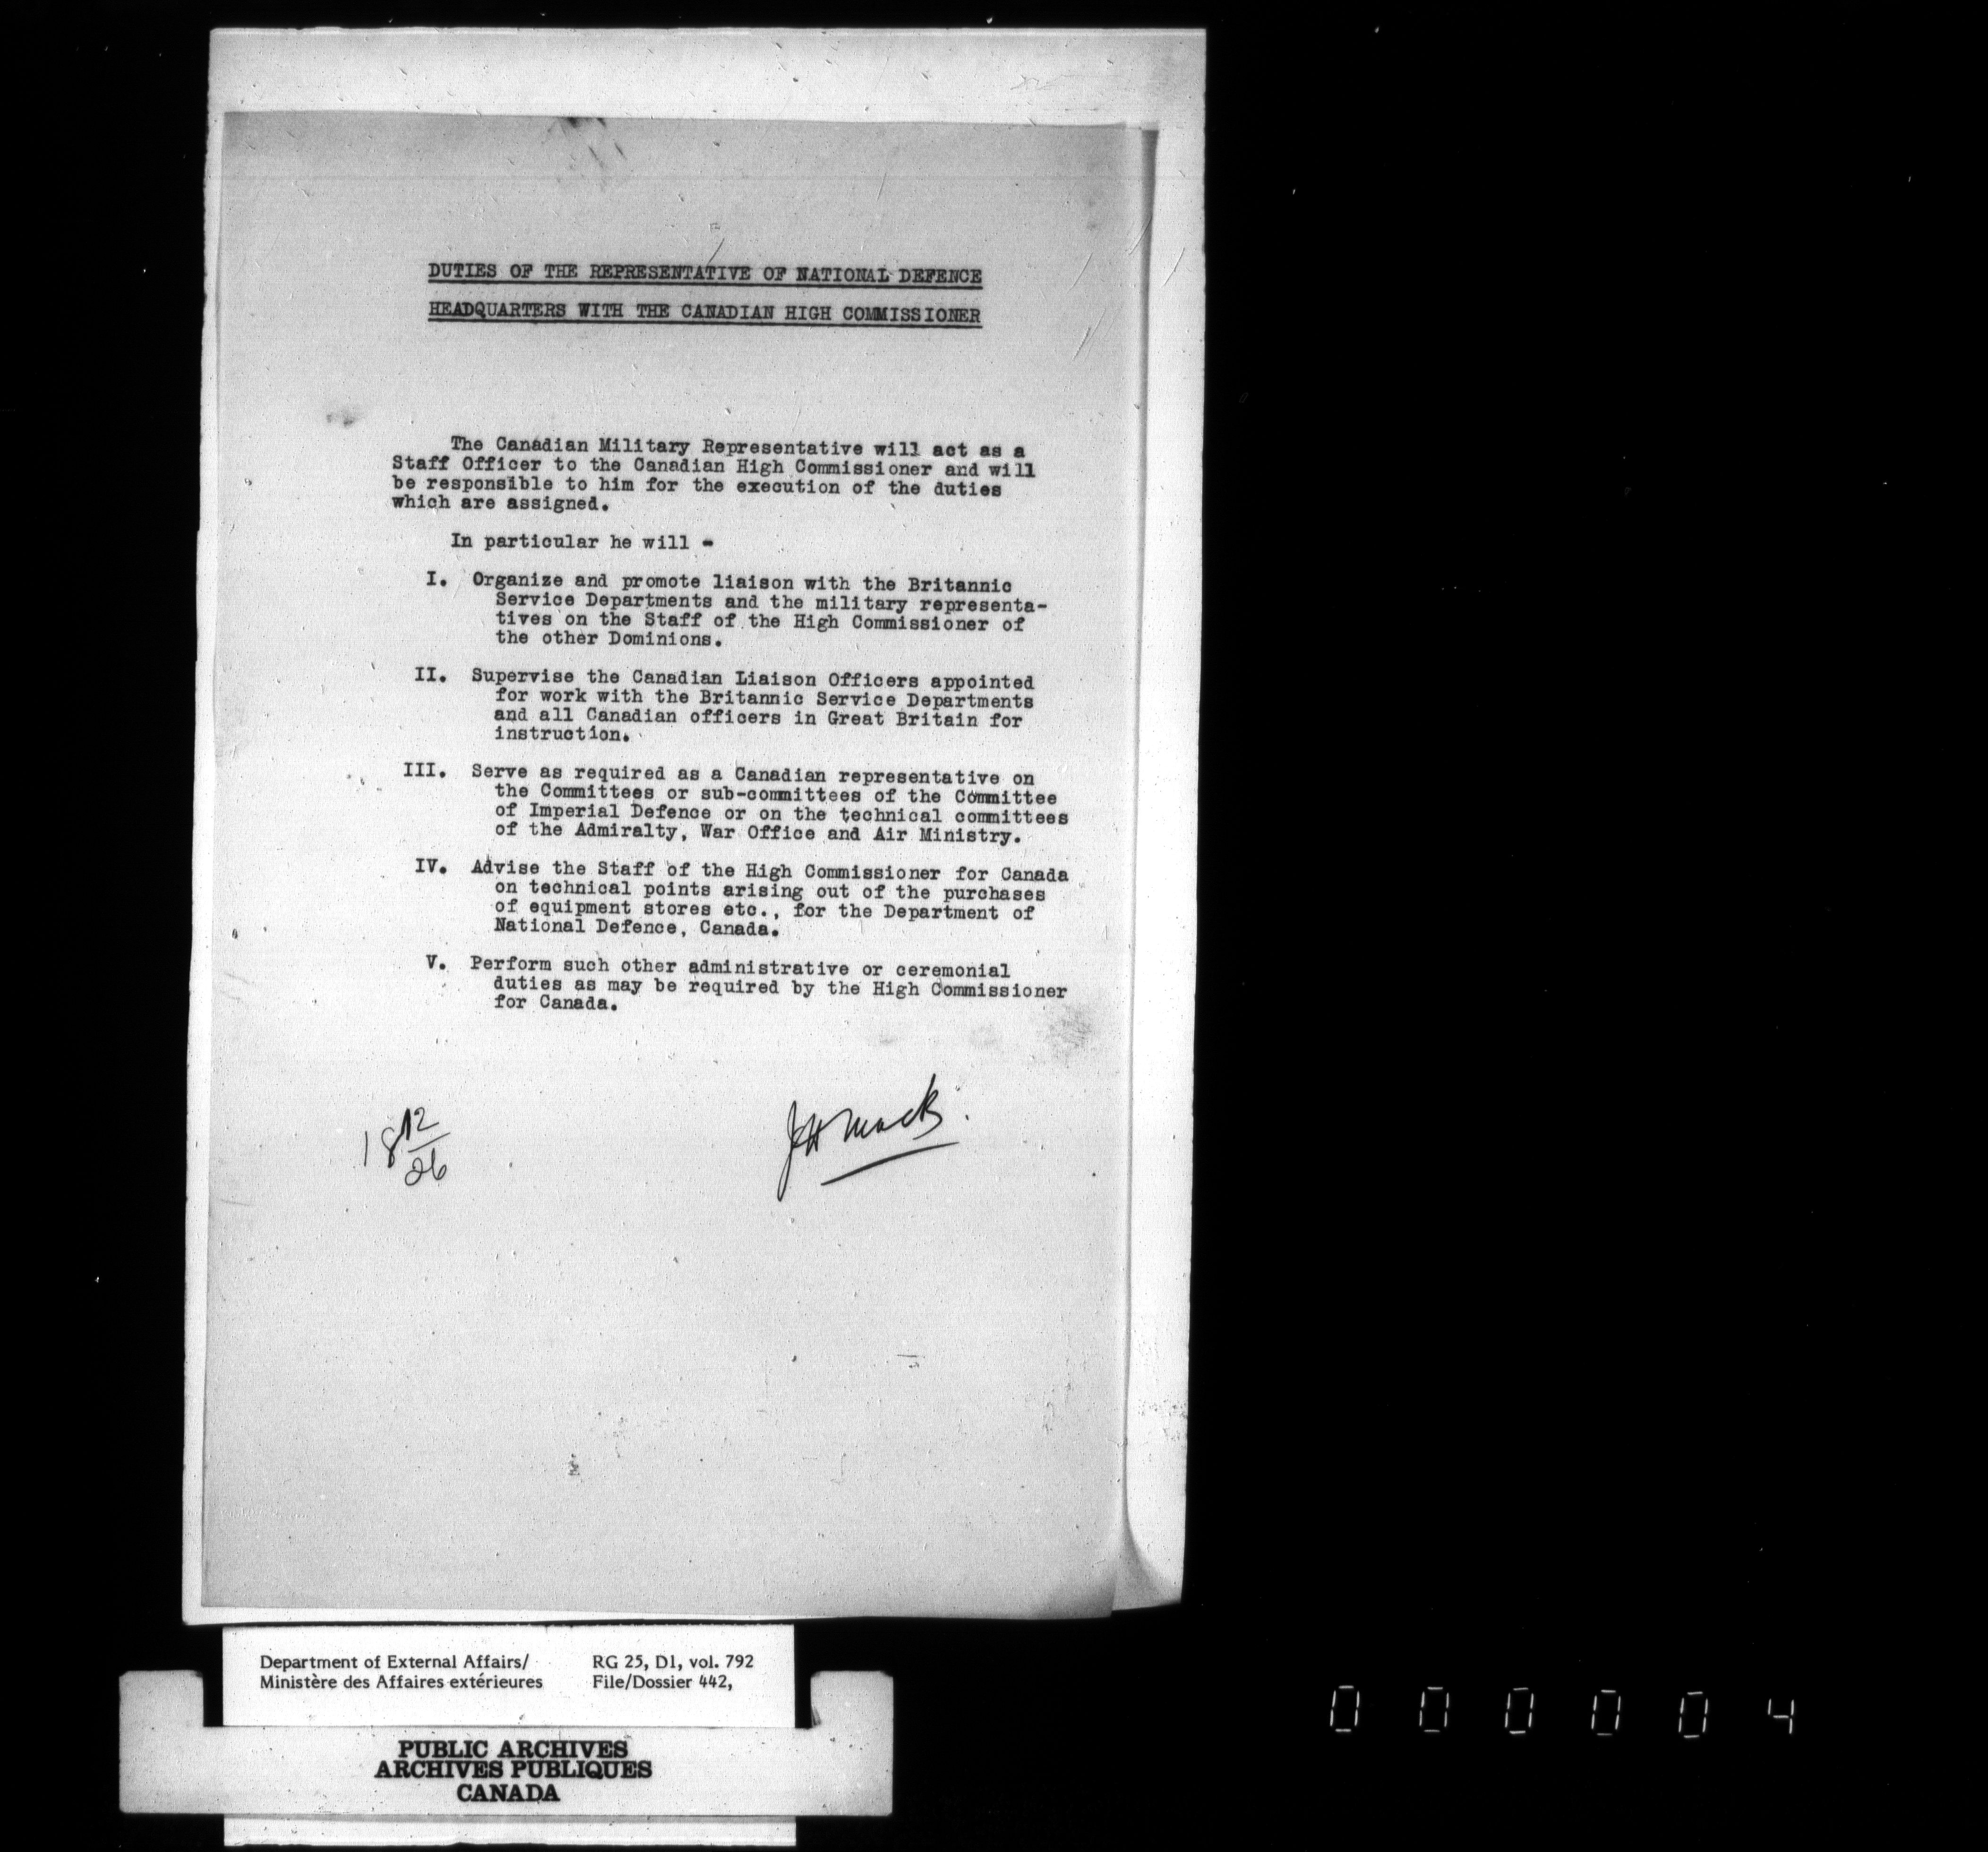 DUTIES OF THE REPRESENTATIVE OF NATIONAL DEFENCE
HEADQUARTERS WITH THE CANADIAN HIGH COMMISSIONER
The Canadian Military Representative will act as a
Staff Officer to the Canadian High Commissioner and will
be responsible to him for the execution of the duties
which are assigned.
In particular he will -
I. Organize and promote liaison with the Britannic
Service Departments and the military representa-
tives on the Staff of the High Commissioner of
the other Dominions.
II. Supervise the Canadian Liaison Officers appointed
for work with the Britannic Service Departments
and all Canadian officers in Great Britain for
instruction.
III. Serve as required as a Canadian representative on
the Committees or sub-committees of the Committee
of Imperial Defence or on the technical committees
of the Admiralty, War Office and Air Ministry.
IV. Advise the Staff of the High Commissioner for Canada
on technical points arising out of the purchases
of equipment stores etc., for the Department of
National Defence, Canada.
V. Perform such other administrative or ceremonial
duties as may be required by the High Commissioner
for Canada.
18 12/26
Department of External Affairs/ RG 25, D1, vol. 792
Ministère des Affaires extérieures File/Dossier 442,
PUBLIC ARCHIVES
ARCHIVES PUBLIQUES
CANADA
0 0 0 0 0 4